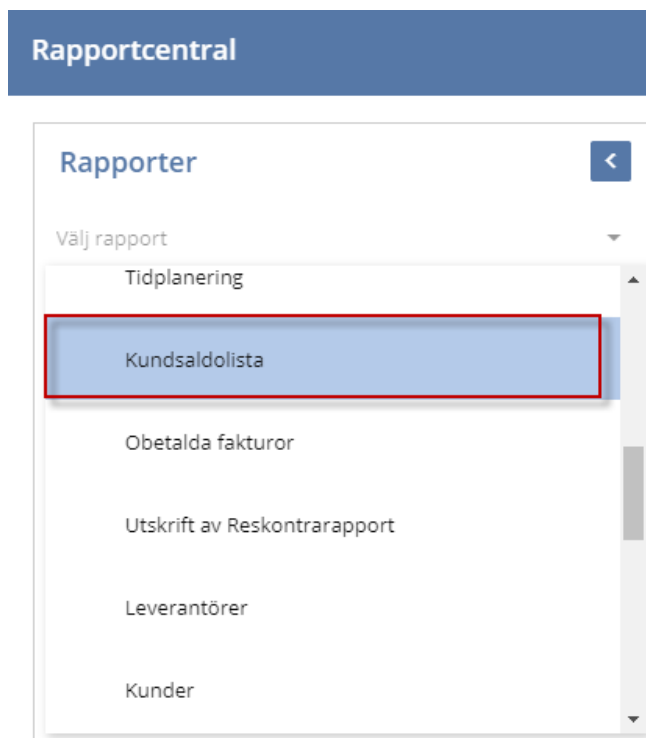 Rapportcentral
Rapporter
Välj rapport
Tidplanering
Kundsaldolista
Obetalda fakturor
Utskrift av Reskontrarapport
Leverantörer
Kunder